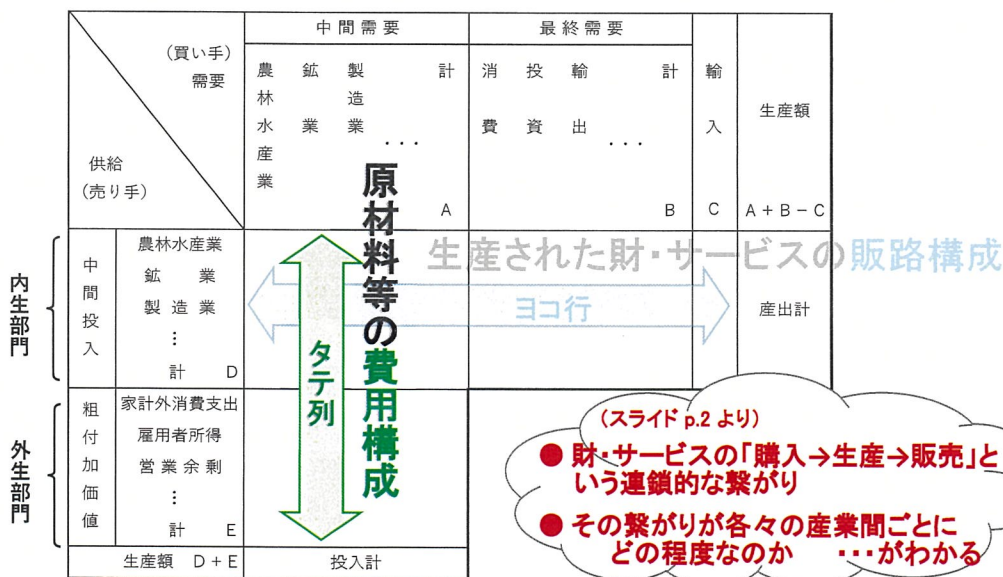 中間需要
最終需要
(買い手)
需要
供給
(売り手)
農林水産業
鉱業
製造業
・・・
計
A
消費
投資
輸出
・・・
計
B
輸入
C
生産額
A+B-C
内生部門
中間投入
農林水産業
鉱業
製造業
⋮
計 D
生産された財・サービスの販路構成
ヨコ行
産出計
原材料等の費用構成
タテ列
外生部門
粗付加価値
家計外消費支出
雇用者所得
営業余剰
⋮
計 E
生産額 D+E
投入計
(スライド p.2 より)
● 財・サービスの「購入→生産→販売」と
いう連鎖的な繋がり
● その繋がりが各々の産業間ごとに
どの程度なのか ・・・がわかる